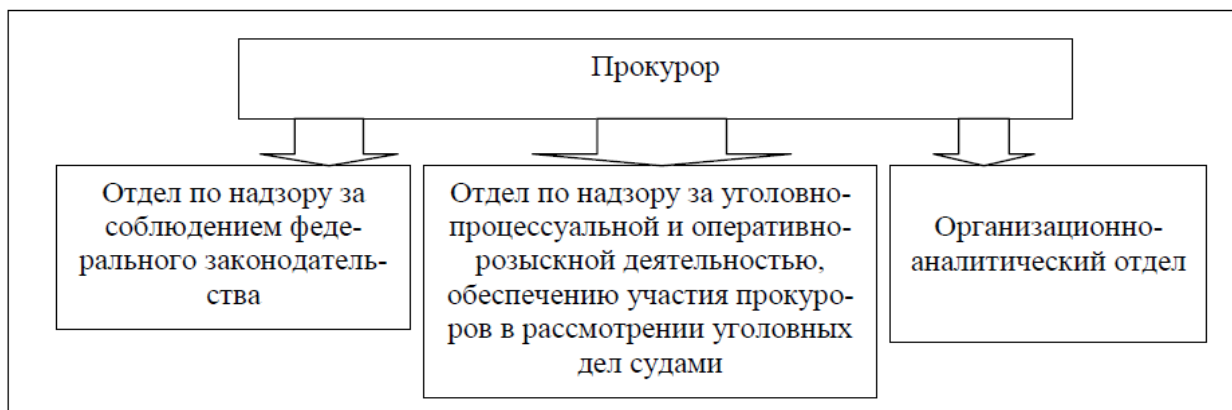 Прокурор
Отдел по надзору за
соблюдением феде-
рального законодатель-
ства
Отдел по надзору за уголовно-
процессуальной и оперативно-
розыскной деятельностью,
обеспечению участия прокуро-
ров в рассмотрении уголовных
дел судами
Организационно-
аналитический отдел